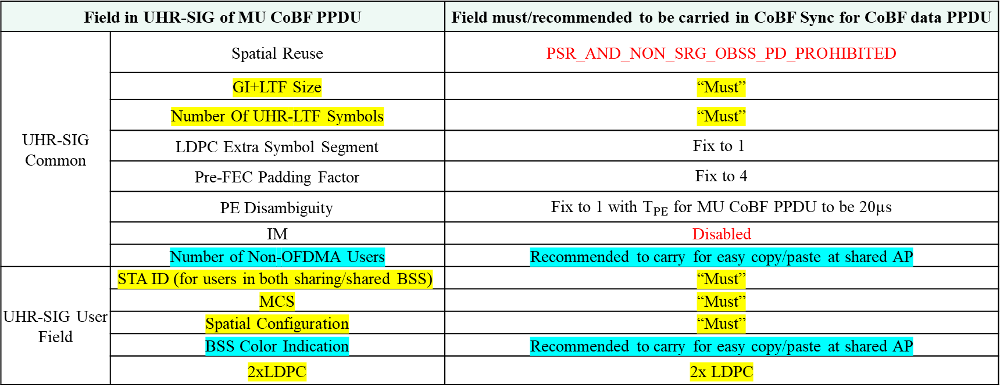 Field in UHR-SIG of MU CoBF PPDU
Field must/recommended to be carried in CoBF Sync for CoBF data PPDU
UHR-SIG
Common
Spatial Reuse
PSR_AND_NON_SRG_OBSS_PD_PROHIBITED
GI+LTF Size
“Must”
Number Of UHR-LTF Symbols
“Must”
LDPC Extra Symbol Segment
Fix to 1
Pre-FEC Padding Factor
Fix to 4
PE Disambiguity
Fix to 1 with TPE for MU CoBF PPDU to be 20µs
IM
Disabled
Number of Non-OFDMA Users
Recommended to carry for easy copy/paste at shared AP
UHR-SIG User
Field
STA ID (for users in both sharing/shared BSS)
“Must”
MCS
“Must”
Spatial Configuration
“Must”
BSS Color Indication
Recommended to carry for easy copy/paste at shared AP
2xLDPC
2x LDPC